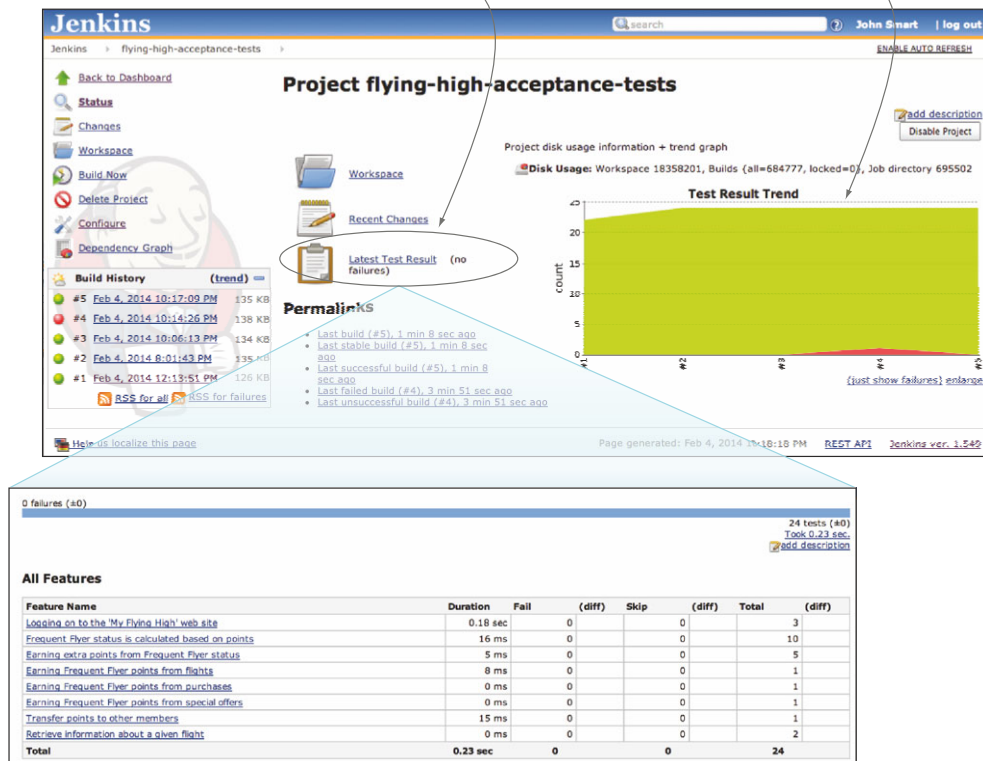 Jenkins
search
? John Smart | log out
Jenkins flying-high-acceptance-tests
ENABLE AUTO REFRESH
Back to Dashboard
Status
Changes
Workspace
Build Now
Delete Project
Configure
Dependency Graph
Build History (trend)
#5 Feb 4, 2014 10:17:09 PM 135 KB
#4 Feb 4, 2014 10:14:26 PM 138 KB
#3 Feb 4, 2014 10:06:13 PM 134 KB
#2 Feb 4, 2014 8:01:43 PM 135 KB
#1 Feb 4, 2014 12:13:51 PM 126 KB
RSS for all RSS for failures
Project flying-high-acceptance-tests
add description
Disable Project
Project disk usage information + trend graph
Disk Usage: Workspace 18358201, Builds (all=684777, locked=0), Job directory 695502
Workspace
Recent Changes
Latest Test Result (no
failures)
Permalinks
Last build (#5), 1 min 8 sec ago
Last stable build (#5), 1 min 8 sec
ago
Last successful build (#5), 1 min 8
sec ago
Last failed build (#4), 3 min 51 sec ago
Last unsuccessful build (#4), 3 min 51 sec ago
Test Result Trend
count
25
20
15
10
5
0
#1 #2 #3 #4 #5
(just show failures) enlarge
Help us localize this page
Page generated: Feb 4, 2014 10:18:18 PM REST API Jenkins ver. 1.549
0 failures (±0)
24 tests (±0)
Took 0.23 sec.
add description
All Features
Feature Name Duration Fail (diff) Skip (diff) Total (diff)
Logging on to the 'My Flying High' web site 0.18 sec 0 0 3
Frequent Flyer status is calculated based on points 16 ms 0 0 10
Earning extra points from Frequent Flyer status 5 ms 0 0 5
Earning Frequent Flyer points from flights 8 ms 0 0 1
Earning Frequent Flyer points from purchases 0 ms 0 0 1
Earning Frequent Flyer points from special offers 0 ms 0 0 1
Transfer points to other members 15 ms 0 0 1
Retrieve information about a given flight 0 ms 0 0 2
Total 0.23 sec 0 0 24